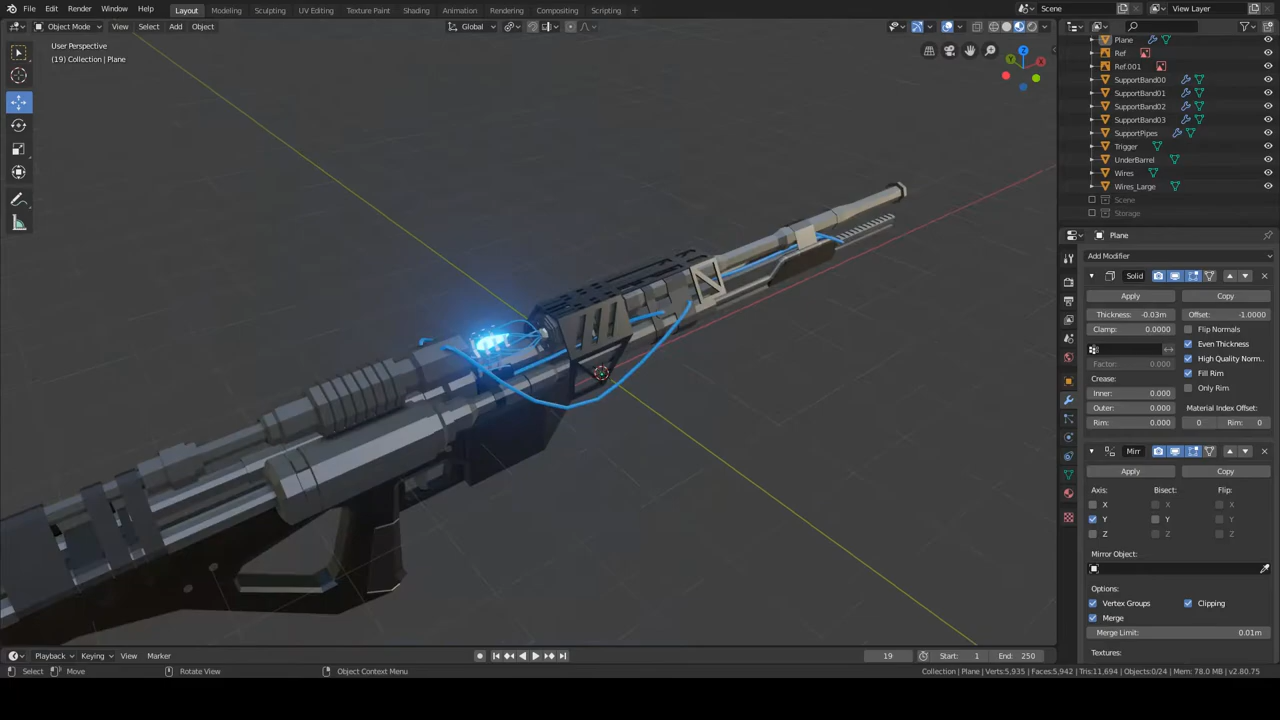 File Edit Render Window Help Layout Modeling Sculpting UV Editing Texture Paint Shading Animation Rendering Compositing Scripting + Scene View Layer
Object Mode View Select Add Object Global
User Perspective
(19) Collection | Plane
Plane
Ref
Ref.001
SupportBand00
SupportBand01
SupportBand02
SupportBand03
SupportPipes
Trigger
UnderBarrel
Wires
Wires_Large
Scene
Storage
Plane
Add Modifier
Solid
Apply Copy
Thickness: -0.03m Offset: -1.0000
Clamp: 0.0000 Flip Normals
Even Thickness
High Quality Norm..
Factor: 0.000 Fill Rim
Crease: Only Rim
Inner: 0.000
Outer: 0.000 Material Index Offset:
Rim: 0.000 0 Rim: 0
Mirr
Apply Copy
Axis: Bisect: Flip:
X X X
Y Y Y
Z Z Z
Mirror Object:
Options:
Vertex Groups Clipping
Merge
Merge Limit: 0.01m
Textures:
Playback Keying View Marker 19 Start: 1 End: 250
Select Move Rotate View Object Context Menu Collection | Plane | Verts:5,935 | Faces:5,942 | Tris:11,694 | Objects:0/24 | Mem: 78.0 MB | v2.80.75